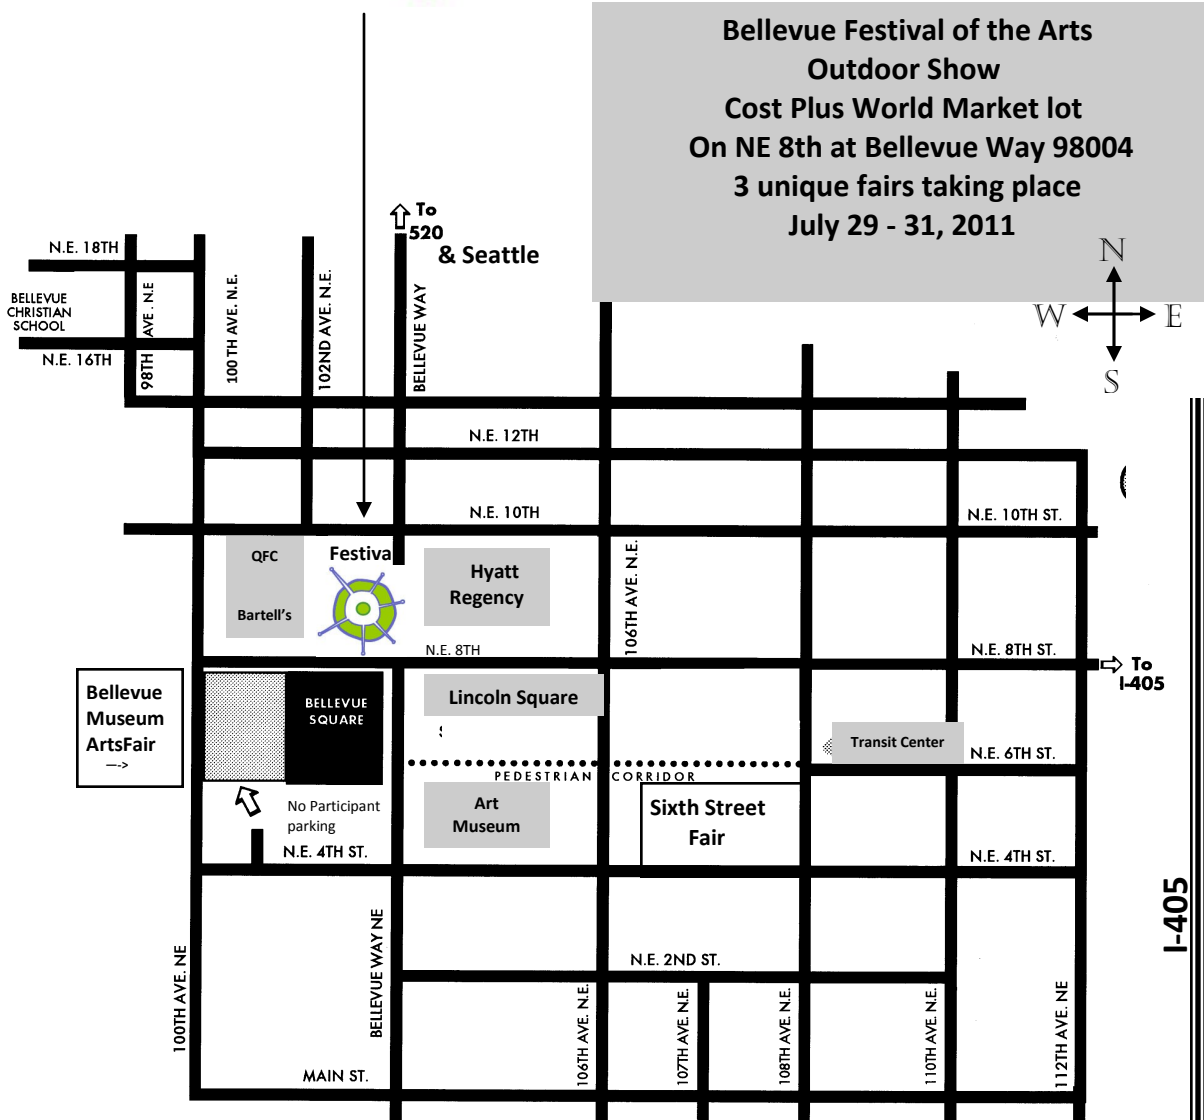 Bellevue Festival of the Arts
Outdoor Show
Cost Plus World Market lot
On NE 8th at Bellevue Way 98004
3 unique fairs taking place
July 29 - 31, 2011
N
W E
S
To
520
& Seattle
N.E. 18TH
BELLEVUE
CHRISTIAN
SCHOOL
N.E. 16TH
98TH AVE. N.E
100TH AVE. N.E.
102ND AVE. N.E.
BELLEVUE WAY
N.E. 12TH
N.E. 10TH
N.E. 10TH ST.
QFC
Bartell's
Festiva
Hyatt
Regency
106TH AVE. N.E.
N.E. 8TH
N.E. 8TH ST.
To
I-405
Bellevue
Museum
ArtsFair
—->
BELLEVUE
SQUARE
Lincoln Square
Transit Center
N.E. 6TH ST.
PEDESTRIAN CORRIDOR
Art
Museum
Sixth Street
Fair
No Participant
parking
N.E. 4TH ST.
N.E. 4TH ST.
I-405
100TH AVE. NE
BELLEVUE WAY NE
N.E. 2ND ST.
106TH AVE. N.E.
107TH AVE. N.E.
108TH AVE. N.E.
110TH AVE. N.E.
112TH AVE. NE
MAIN ST.